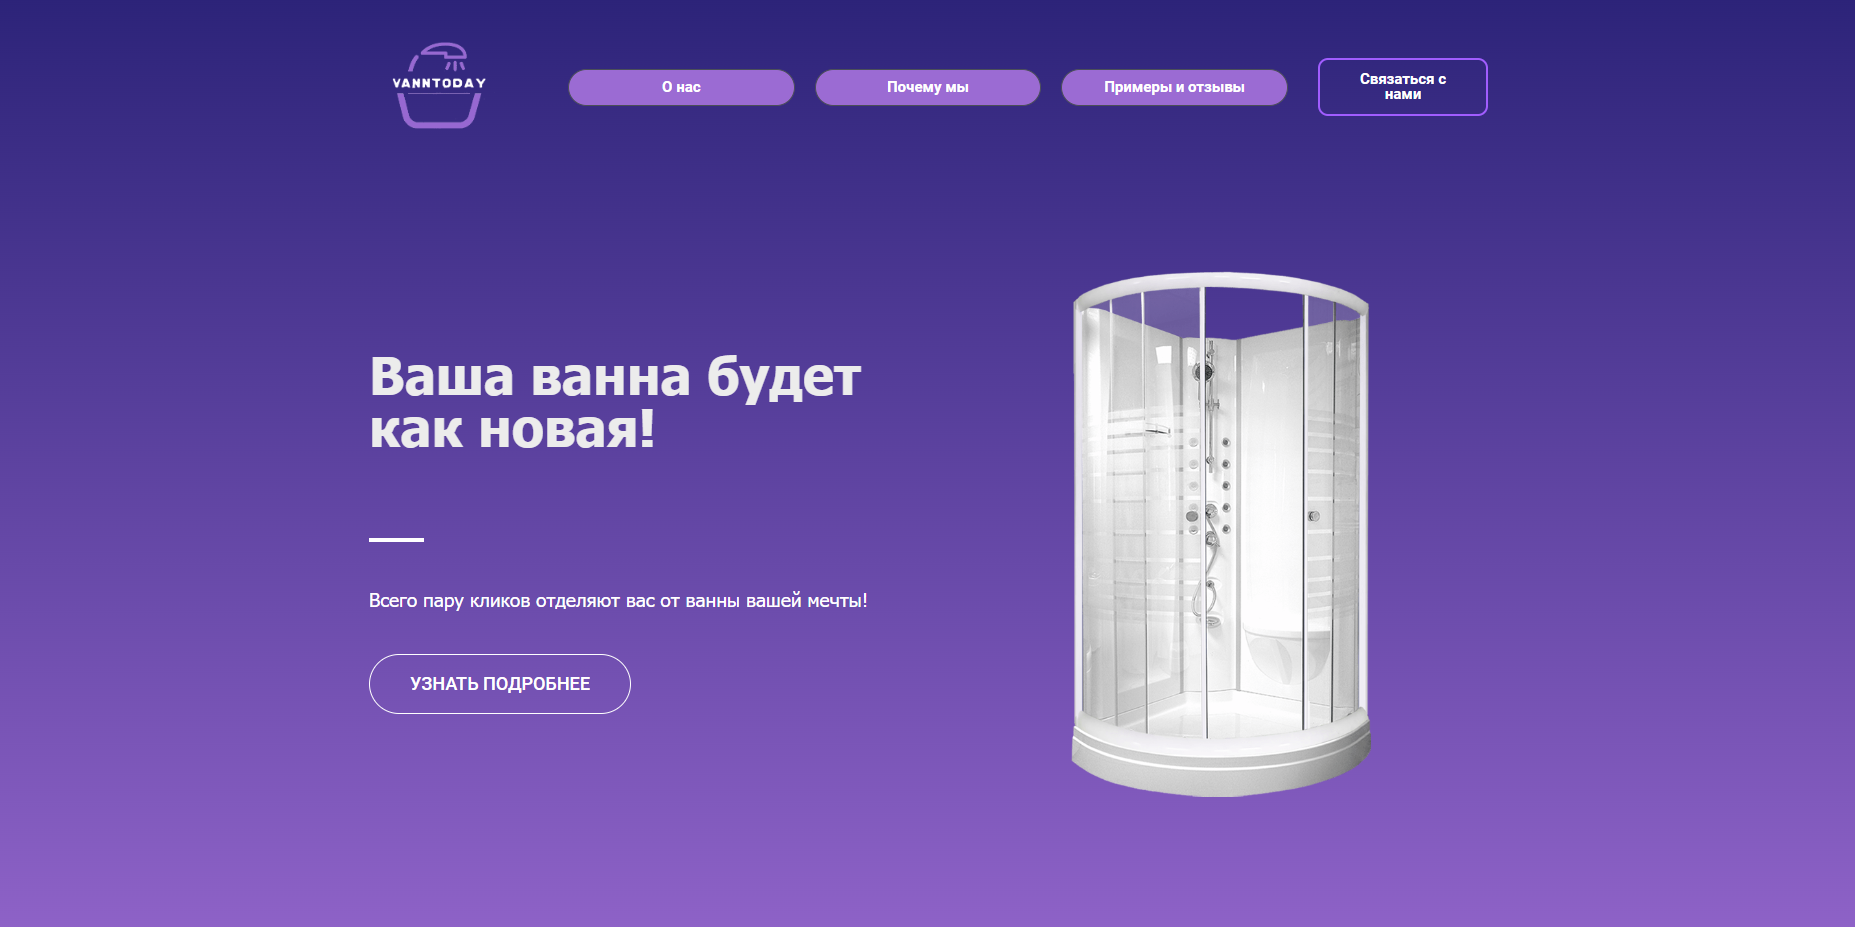 VANNTODAY
О нас
Почему мы
Примеры и отзывы
Связаться с
нами
Ваша ванна будет
как новая!
Всего пару кликов отделяют вас от ванны вашей мечты!
УЗНАТЬ ПОДРОБНЕЕ